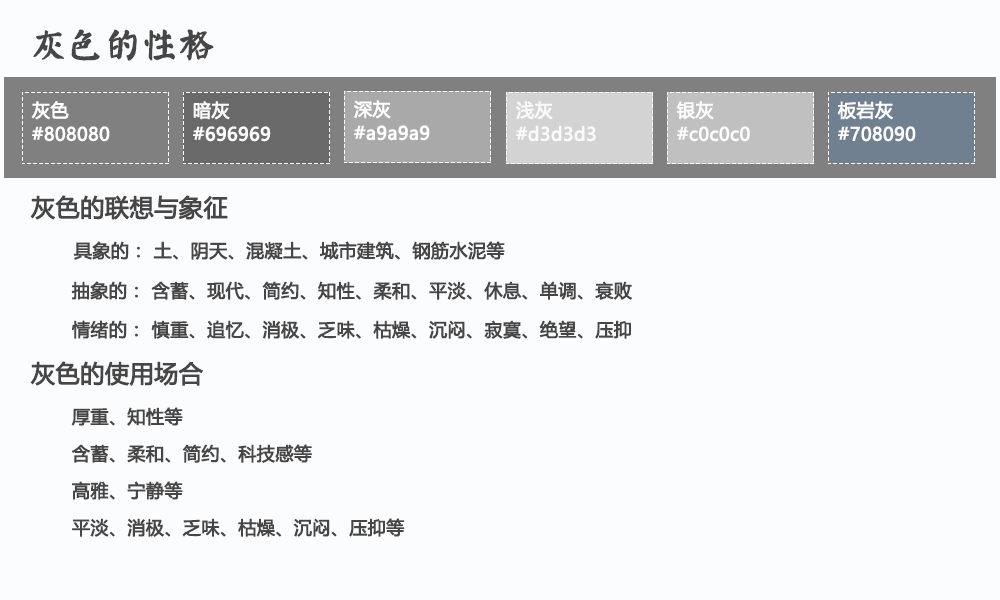 灰色的性格
灰色 暗灰 深灰 浅灰 银灰 板岩灰
#808080 #696969 #a9a9a9 #d3d3d3 #c0c0c0 #708090
灰色的联想与象征
具象的： 土、阴天、混凝土、城市建筑、钢筋水泥等
抽象的： 含蓄、现代、简约、知性、柔和、平淡、休息、单调、衰败
情绪的： 慎重、追忆、消极、乏味、枯燥、沉闷、寂寞、绝望、压抑
灰色的使用场合
厚重、知性等
含蓄、柔和、简约、科技感等
高雅、宁静等
平淡、消极、乏味、枯燥、沉闷、压抑等